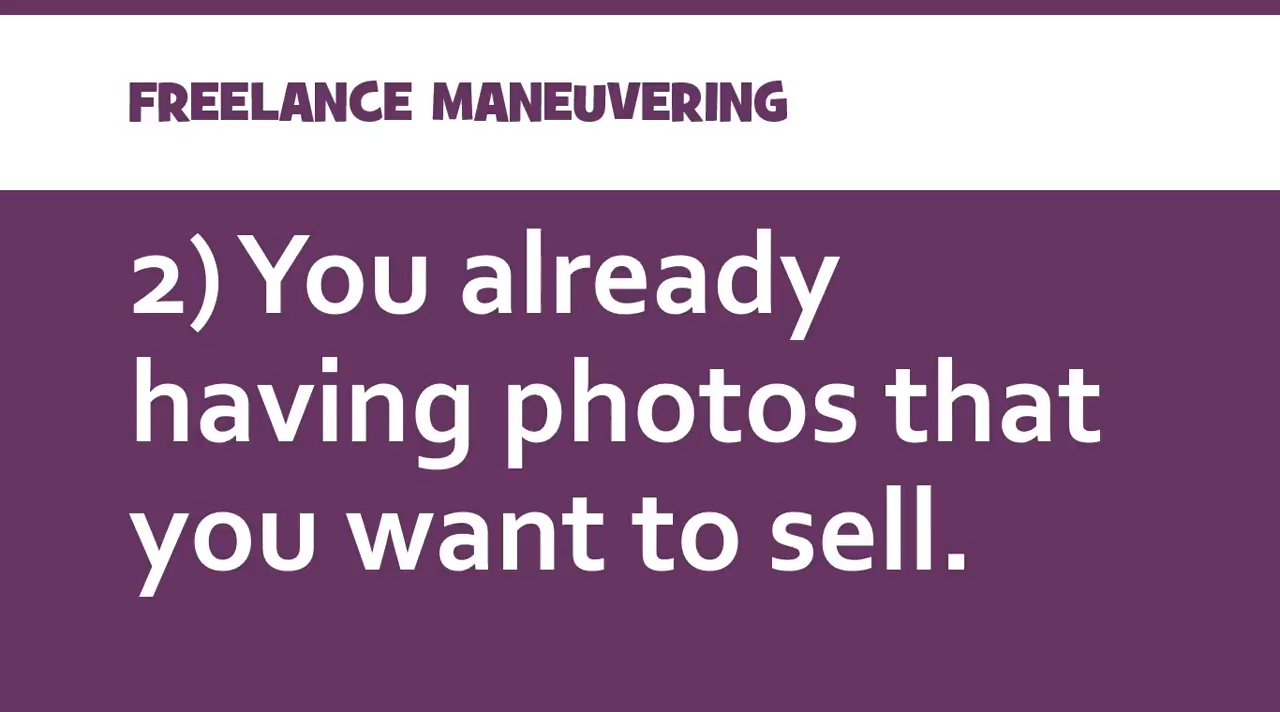 FREELANCE MANEUVERING
2) You already
having photos that
you want to sell.